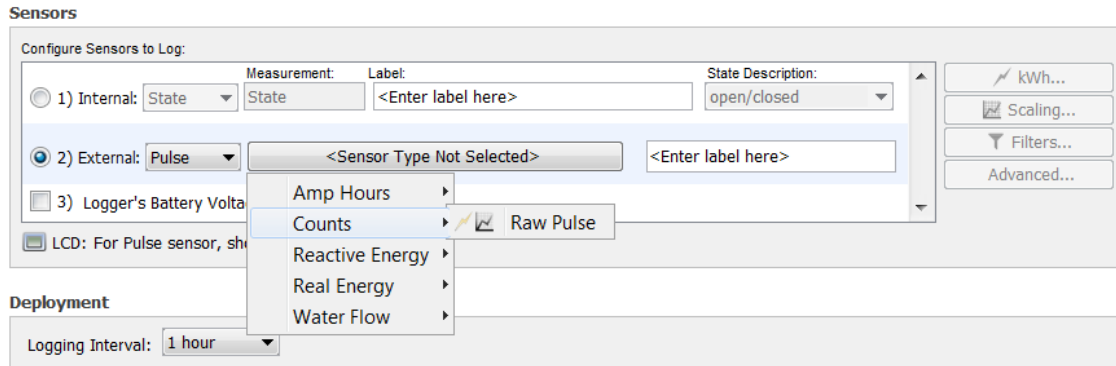 Sensors
Configure Sensors to Log:
Measurement: Label: State Description:
1) Internal: State State <Enter label here> open/closed
kWh...
Scaling...
2) External: Pulse <Sensor Type Not Selected> <Enter label here>
Filters...
Advanced...
Amp Hours
3) Logger's Battery Volta
Counts Raw Pulse
LCD: For Pulse sensor, sho
Reactive Energy
Real Energy
Deployment
Water Flow
Logging Interval: 1 hour